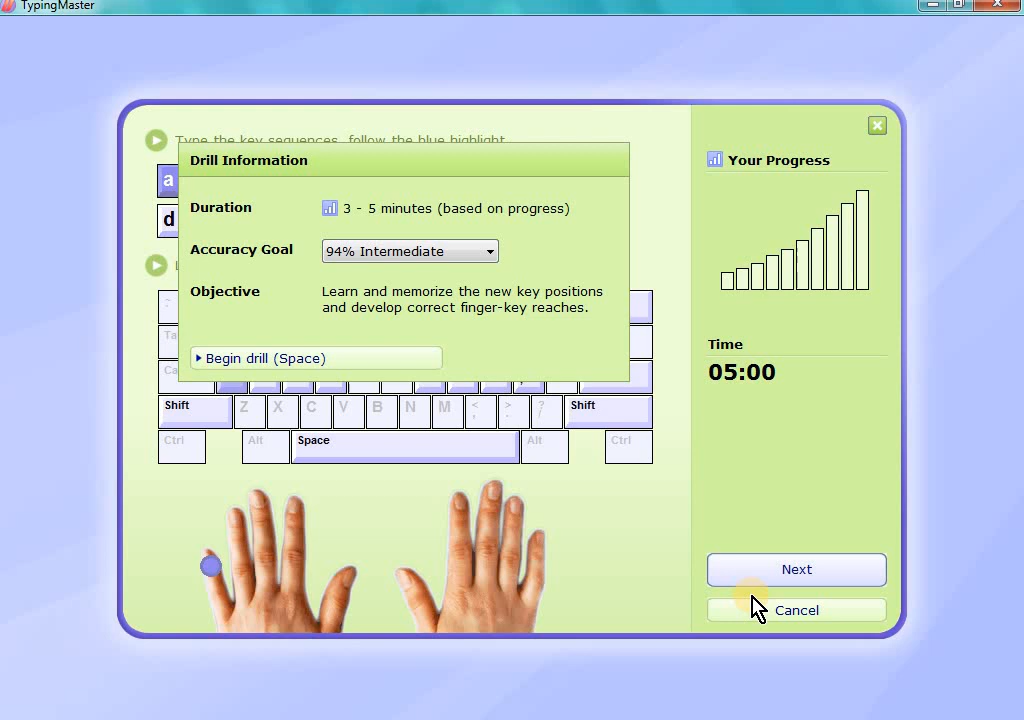 TypingMaster
Type the key sequences, follow the blue highlight
a
d
Drill Information
Duration
3 - 5 minutes (based on progress)
Accuracy Goal
94% Intermediate
Objective
Learn and memorize the new key positions
and develop correct finger-key reaches.
Begin drill (Space)
~
Ta
Ca
Shift Z X C V B N M < , > . ? / Shift
Ctrl Alt Space Alt Ctrl
Your Progress
Time
05:00
Next
Cancel